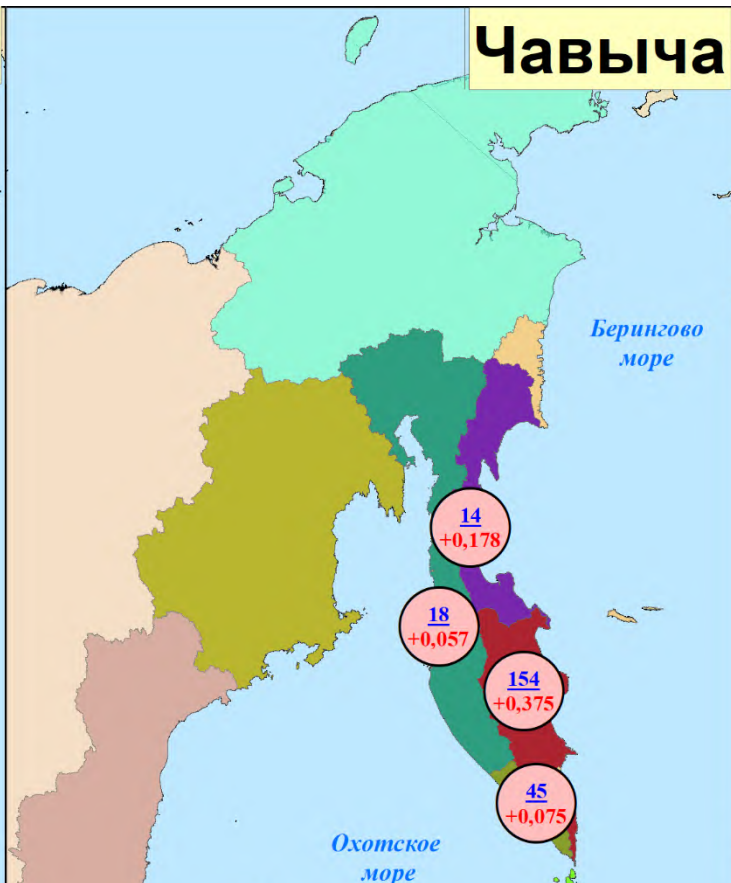 Чавыча
Берингово
море
14
+0,178
18
+0,057
154
+0,375
45
+0,075
Охотское
море